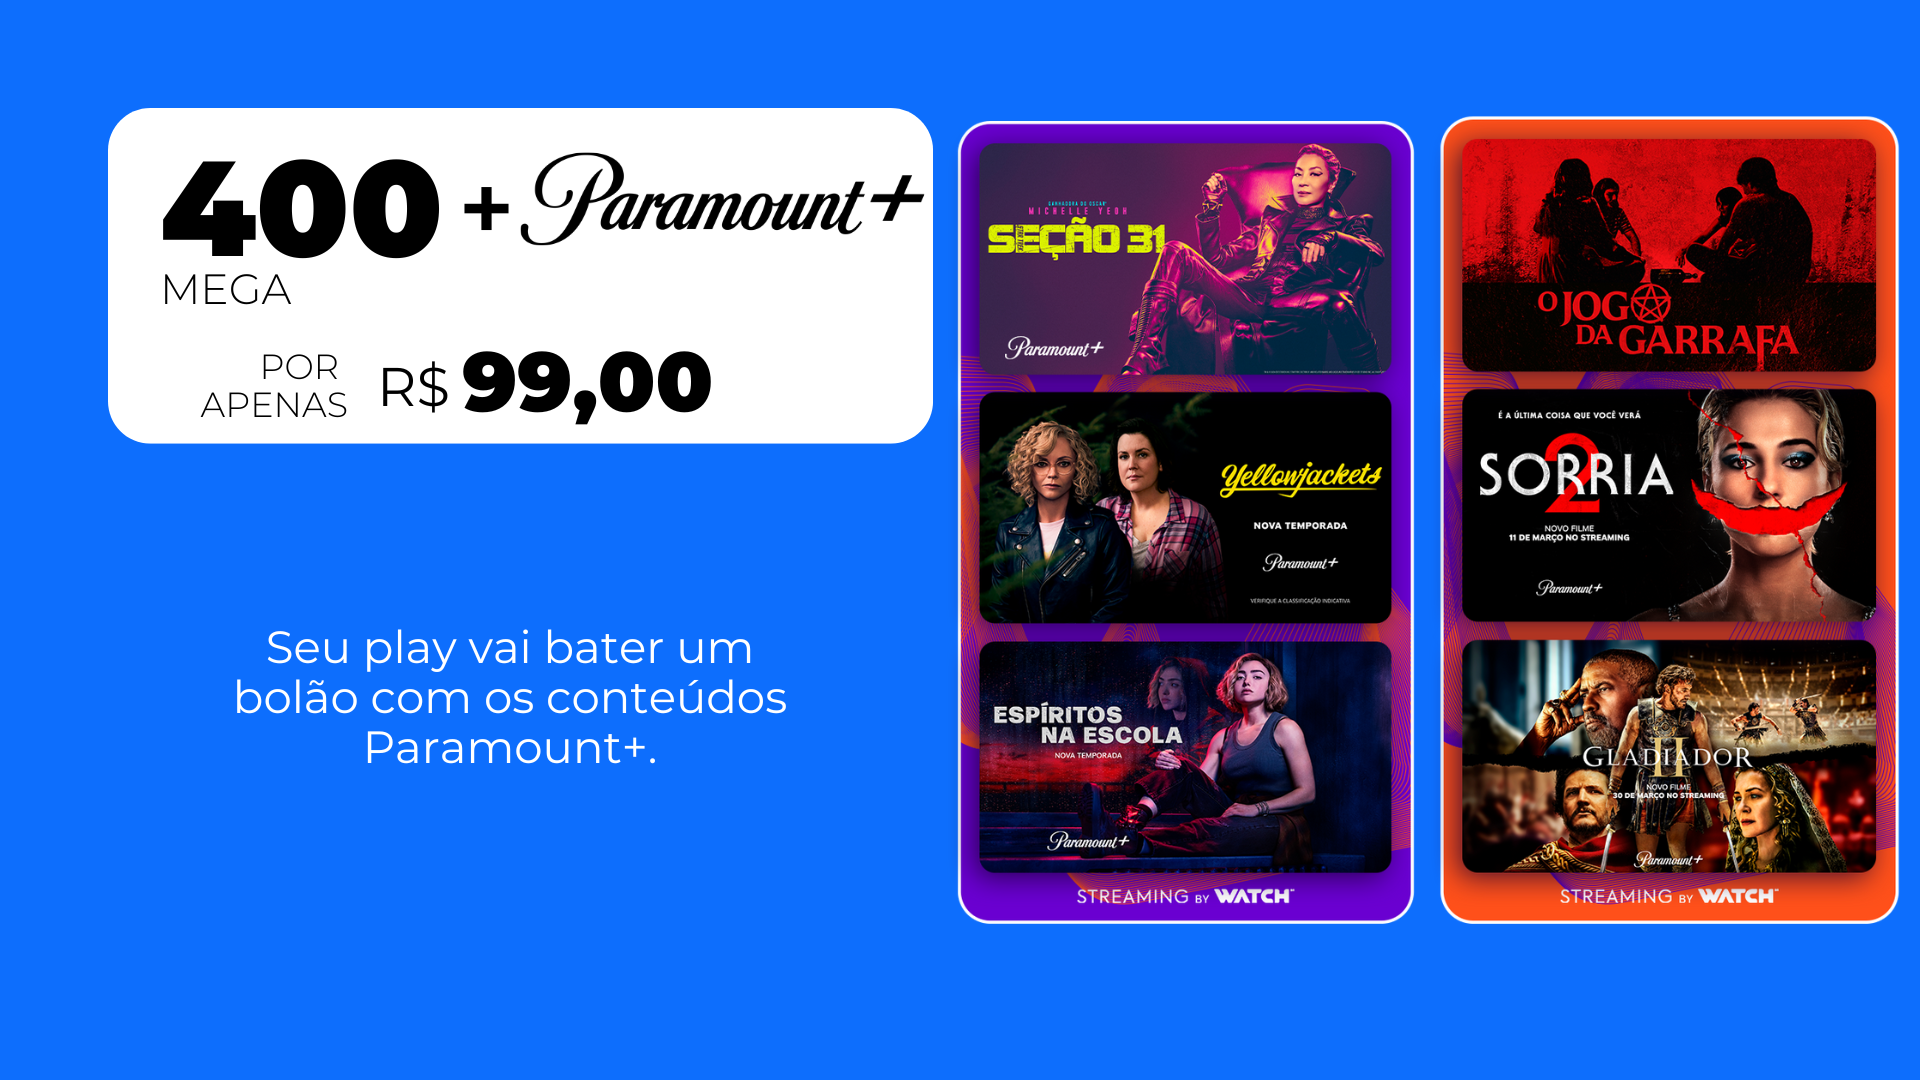 400 + Paramount+
MEGA
POR
APENAS R$ 99,00
Seu play vai bater um
bolão com os conteúdos
Paramount+.
GANHADORA DO OSCAR
MICHELLE YEOH
SEÇÃO 31
Paramount+
Yellowjackets
NOVA TEMPORADA
Paramount+
VERIFIQUE A CLASSIFICAÇÃO INDICATIVA
ESPÍRITOS
NA ESCOLA
NOVA TEMPORADA
Paramount+
STREAMING BY WATCH
O JOGO
DA GARRAFA
É A ÚLTIMA COISA QUE VOCÊ VERÁ
SORRIA 2
NOVO FILME
11 DE MARÇO NO STREAMING
Paramount+
GLADIADOR II
NOVO FILME
30 DE MARÇO NO STREAMING
Paramount+
STREAMING BY WATCH